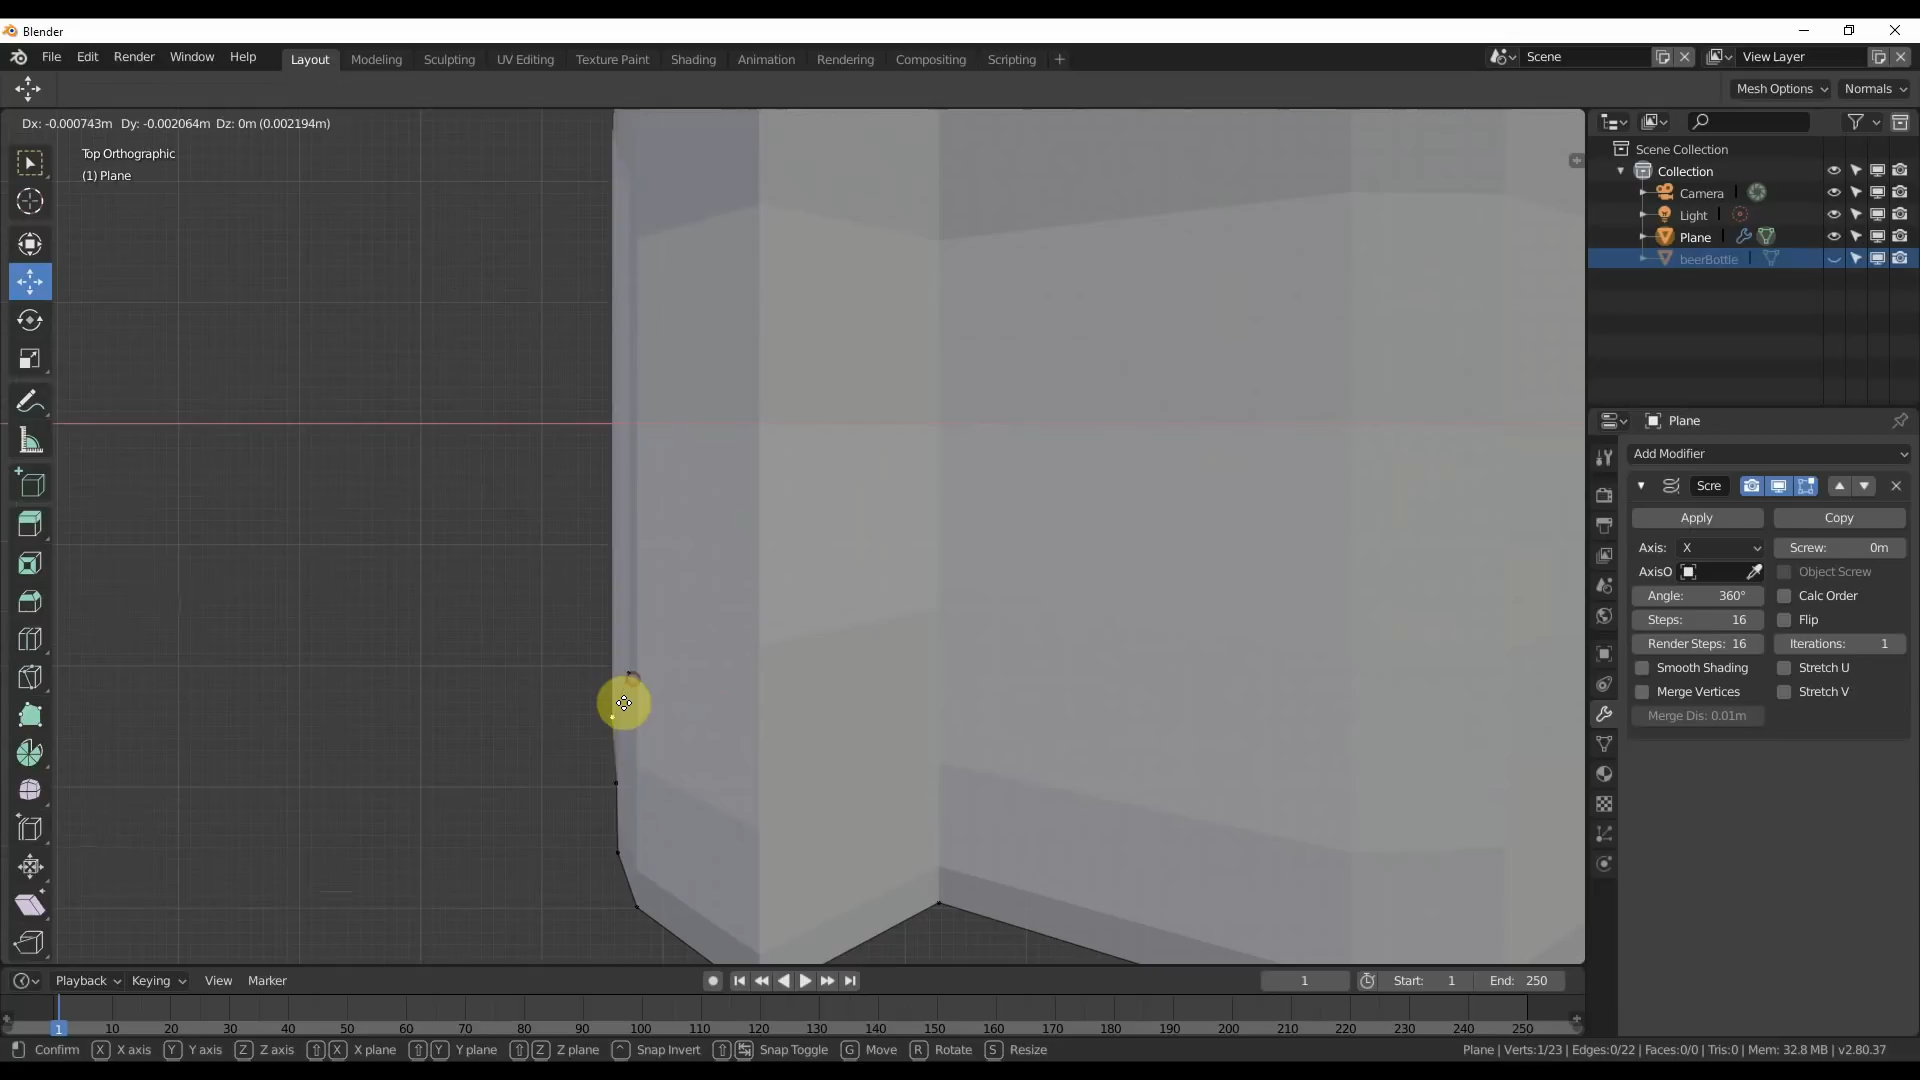 Blender
File Edit Render Window Help Layout Modeling Sculpting UV Editing Texture Paint Shading Animation Rendering Compositing Scripting + Scene View Layer
Mesh Options Normals
Dx: -0.000743m Dy: -0.002064m Dz: 0m (0.002194m)
Top Orthographic
(1) Plane
Scene Collection
Collection
Camera
Light
Plane
beerBottle
Plane
Add Modifier
Scre
Apply Copy
Axis: X Screw: 0m
AxisO Object Screw
Angle: 360° Calc Order
Steps: 16 Flip
Render Steps: 16 Iterations: 1
Smooth Shading Stretch U
Merge Vertices Stretch V
Merge Dis: 0.01m
Playback Keying View Marker 1 Start: 1 End: 250
1 10 20 30 40 50 60 70 80 90 100 110 120 130 140 150 160 170 180 190 200 210 220 230 240 250
Confirm X X axis Y Y axis Z Z axis X X plane Y Y plane Z Z plane ^ Snap Invert Snap Toggle G Move R Rotate S Resize Plane | Verts:1/23 | Edges:0/22 | Faces:0/0 | Tris:0 | Mem: 32.8 MB | v2.80.37